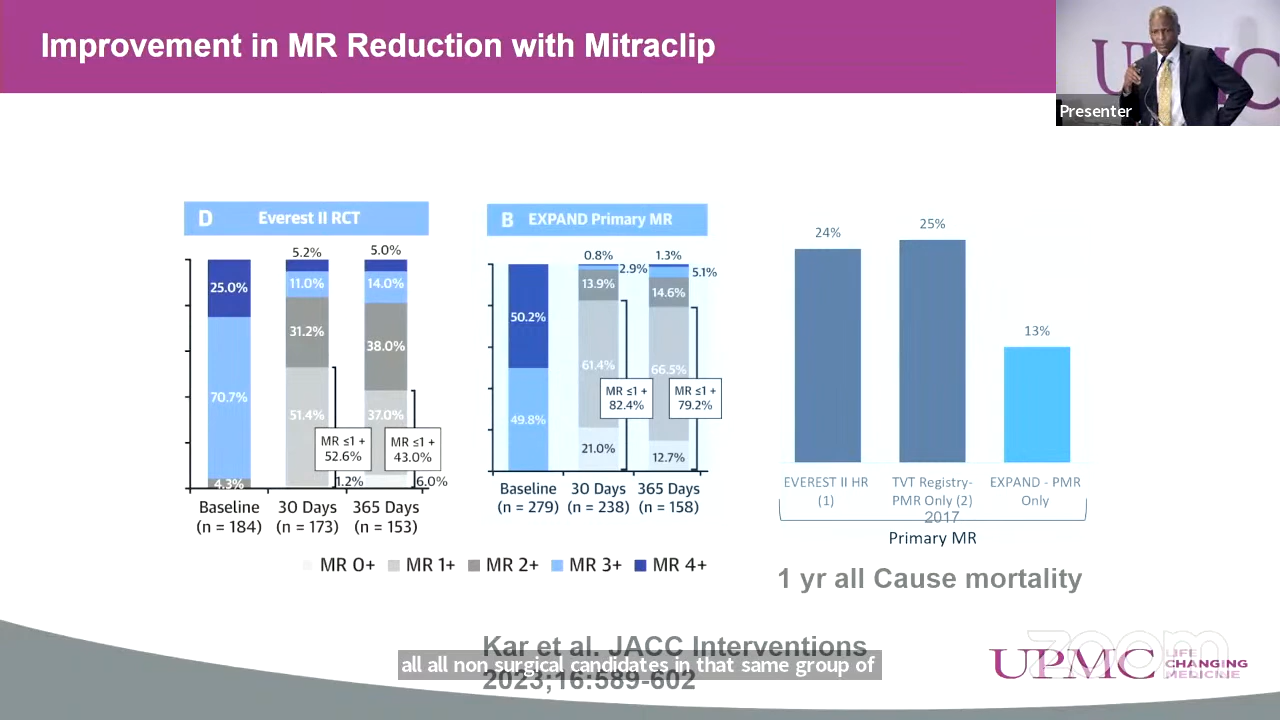 Improvement in MR Reduction with Mitraclip
UPMC
Presenter
D Everest II RCT
5.2%
5.0%
25.0%
11.0%
14.0%
31.2%
38.0%
70.7%
51.4%
37.0%
MR ≤1 +
52.6%
MR ≤1 +
43.0%
4.3%
1.2%
6.0%
Baseline
(n = 184)
30 Days
(n = 173)
365 Days
(n = 153)
B EXPAND Primary MR
0.8%
1.3%
2.9%
5.1%
13.9%
14.6%
50.2%
61.4%
66.5%
MR ≤1 +
82.4%
MR ≤1 +
79.2%
49.8%
21.0%
12.7%
Baseline
(n = 279)
30 Days
(n = 238)
365 Days
(n = 158)
MR 0+ MR 1+ MR 2+ MR 3+ MR 4+
24%
25%
13%
EVEREST II HR
(1)
TVT Registry-
PMR Only (2)
2017
EXPAND - PMR
Only
Primary MR
1 yr all Cause mortality
Kar et al. JACC Interventions
2023;16:589-602
all all non surgical candidates in that same group of
zoom
UPMC LIFE
CHANGING
MEDICINE